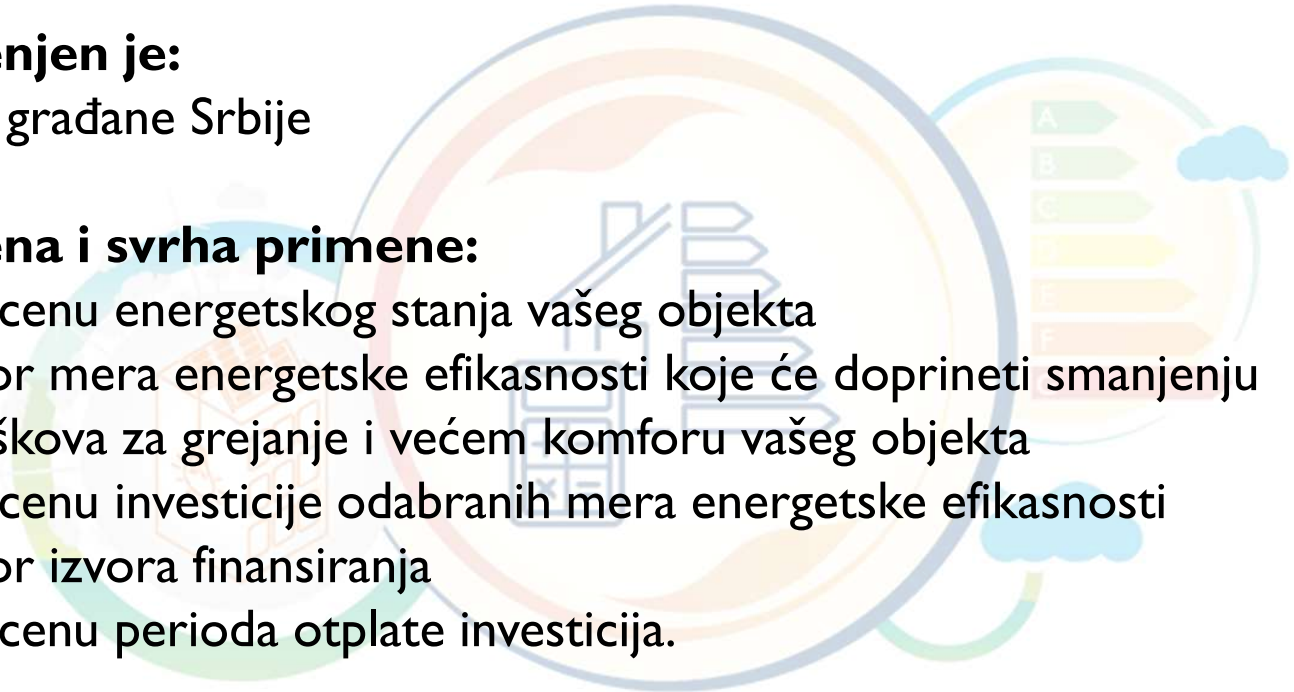 enjen je:
građane Srbije
ena i svrha primene:
cenu energetskog stanja vašeg objekta
or mera energetske efikasnosti koje će doprineti smanjenju
škova za grejanje i većem komforu vašeg objekta
cenu investicije odabranih mera energetske efikasnosti
or izvora finansiranja
cenu perioda otplate investicija.
A
B
C
D
E
F
G